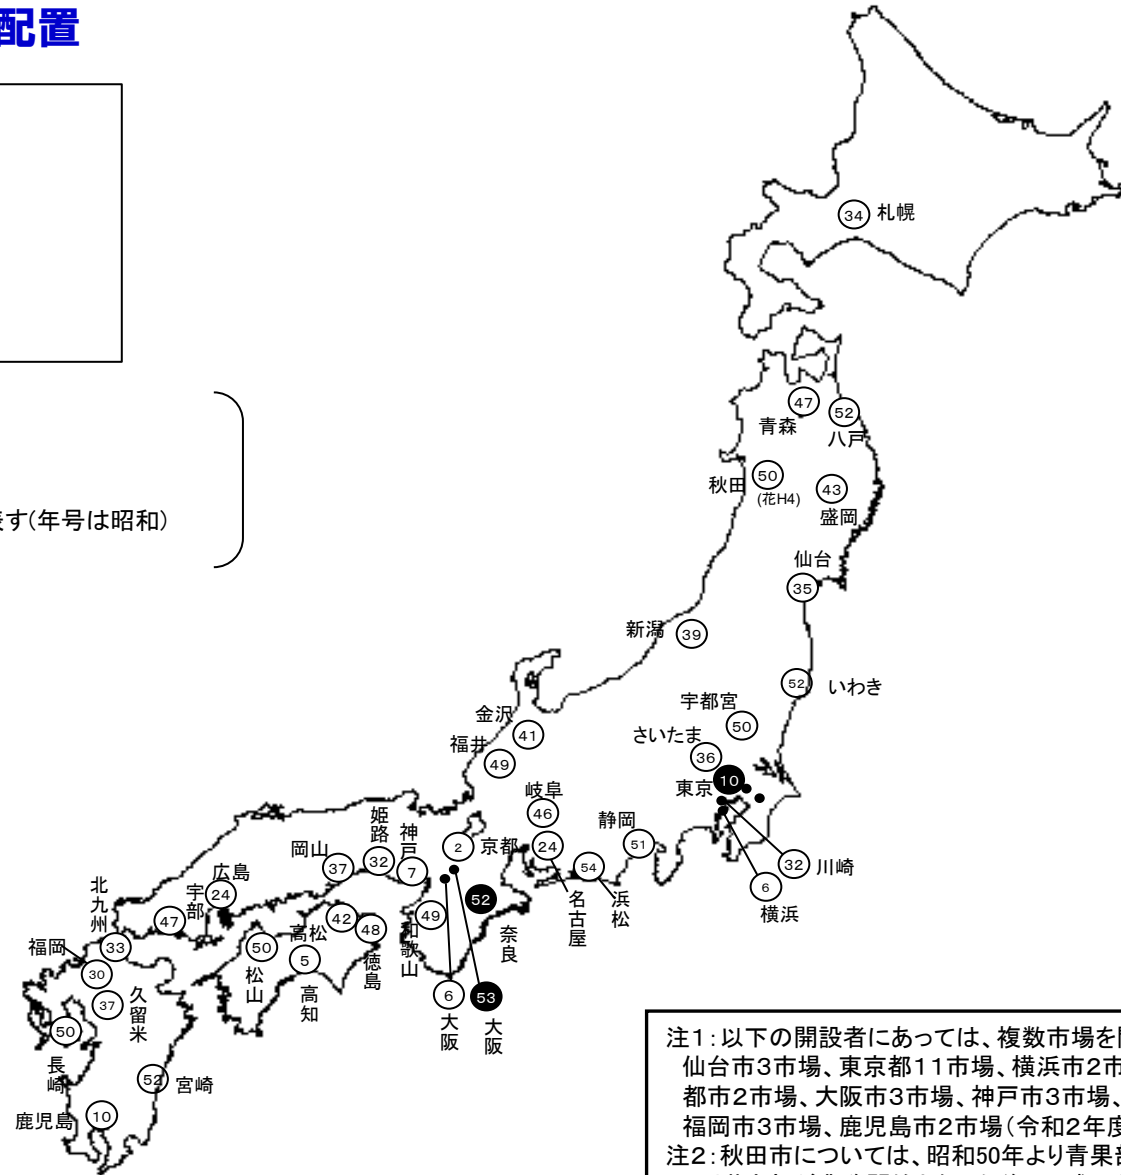 配置
表す(年号は昭和)
34 札幌
47
青森
52
八戸
秋田 50
(花H4)
43
盛岡
仙台
35
新潟 39
52 いわき
宇都宮
50
さいたま
36
東京 10
金沢
41
福井
49
岐阜
46
静岡
51
32 川崎
6
横浜
24
名古屋
54
浜松
2 京都
神戸
7
姫路
32
岡山
37
広島
24
宇部
47
北九州
33
福岡
30
久留米
37
50
長崎
52 宮崎
鹿児島 10
50
松山
5
高知
高松 42
48
徳島
49
和歌山
52
奈良
6
大阪
53
大阪
注1:以下の開設者にあっては、複数市場を
仙台市3市場、東京都11市場、横浜市2市
都市2市場、大阪市3市場、神戸市3市場、
福岡市3市場、鹿児島市2市場(令和2年度
注2:秋田市については、昭和50年より青果部